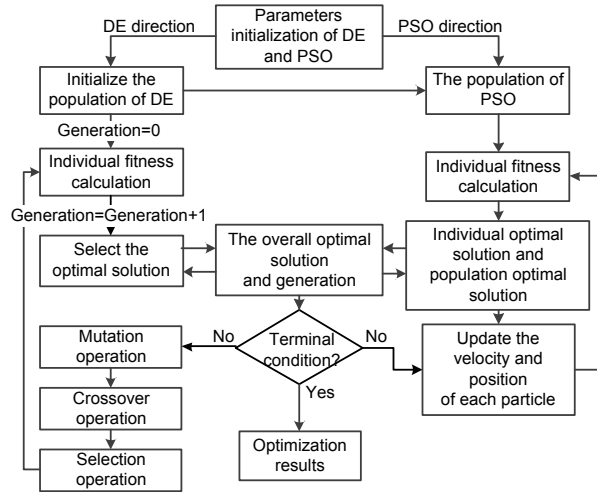 DE direction
Parameters
initialization of DE
and PSO
PSO direction
Initialize the
population of DE
The population of
PSO
Generation=0
Individual fitness
calculation
Individual fitness
calculation
Generation=Generation+1
Select the
optimal solution
The overall optimal
solution
and generation
Individual optimal
solution and
population optimal
solution
No
Terminal
condition?
No
Mutation
operation
Update the
velocity and
position
of each particle
Yes
Crossover
operation
Optimization
results
Selection
operation